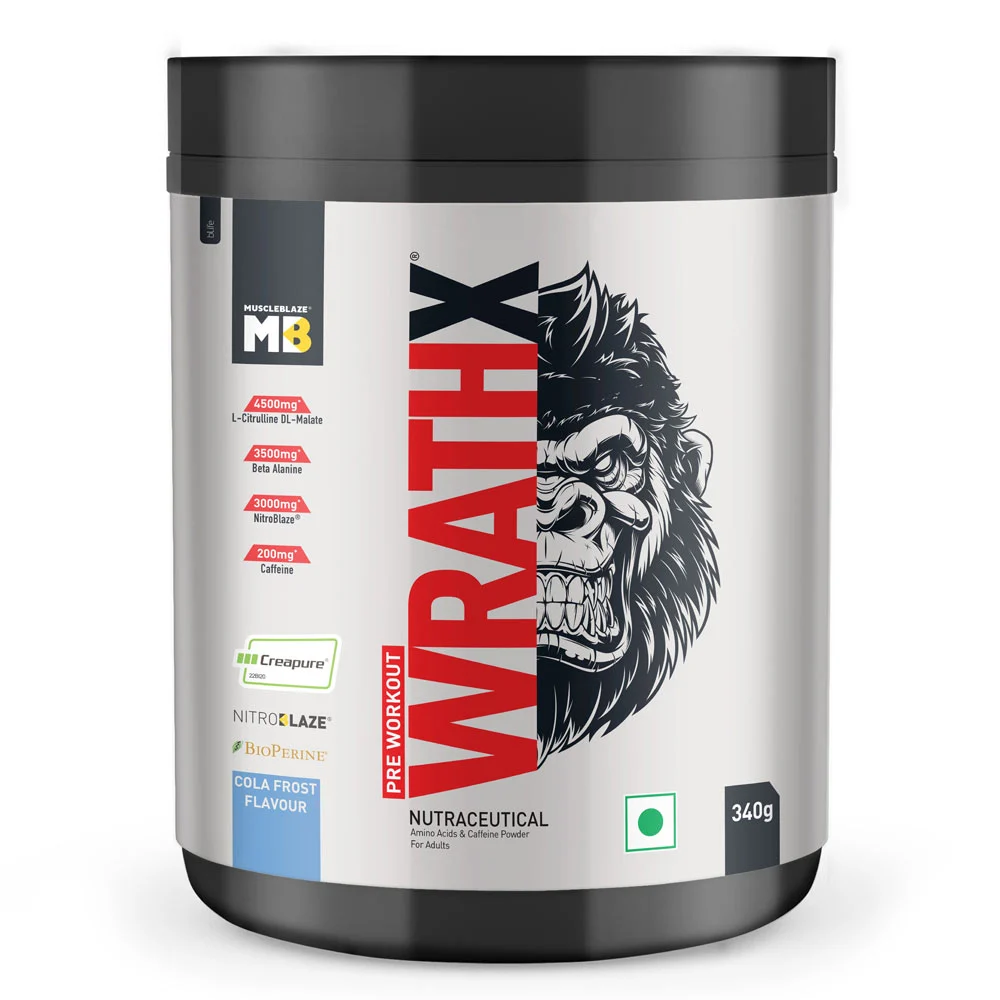 bLife
MUSCLEBLAZE®
MB
4500mg*
L-Citrulline DL-Malate
3500mg*
Beta Alanine
3000mg*
NitroBlaze®
200mg*
Caffeine
Creapure®
NITROBLAZE®
BIOPERINE®
COLA FROST
FLAVOUR
PRE WORKOUT
WRATHX®
NUTRACEUTICAL
Amino Acids & Caffeine Powder
For Adults
340g